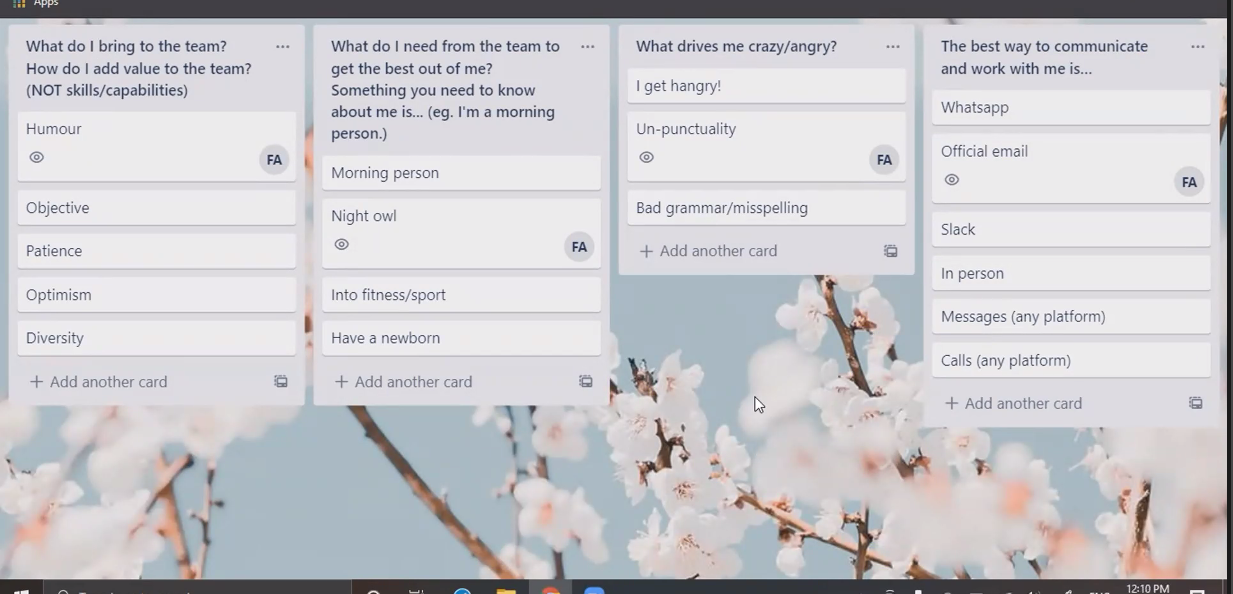 Apps
What do I bring to the team?
How do I add value to the team?
(NOT skills/capabilities)
Humour
FA
Objective
Patience
Optimism
Diversity
+ Add another card
What do I need from the team to
get the best out of me?
Something you need to know
about me is... (eg. I'm a morning
person.)
Morning person
Night owl
FA
Into fitness/sport
Have a newborn
+ Add another card
What drives me crazy/angry?
I get hangry!
Un-punctuality
FA
Bad grammar/misspelling
+ Add another card
The best way to communicate
and work with me is...
Whatsapp
Official email
FA
Slack
In person
Messages (any platform)
Calls (any platform)
+ Add another card
12:10 PM